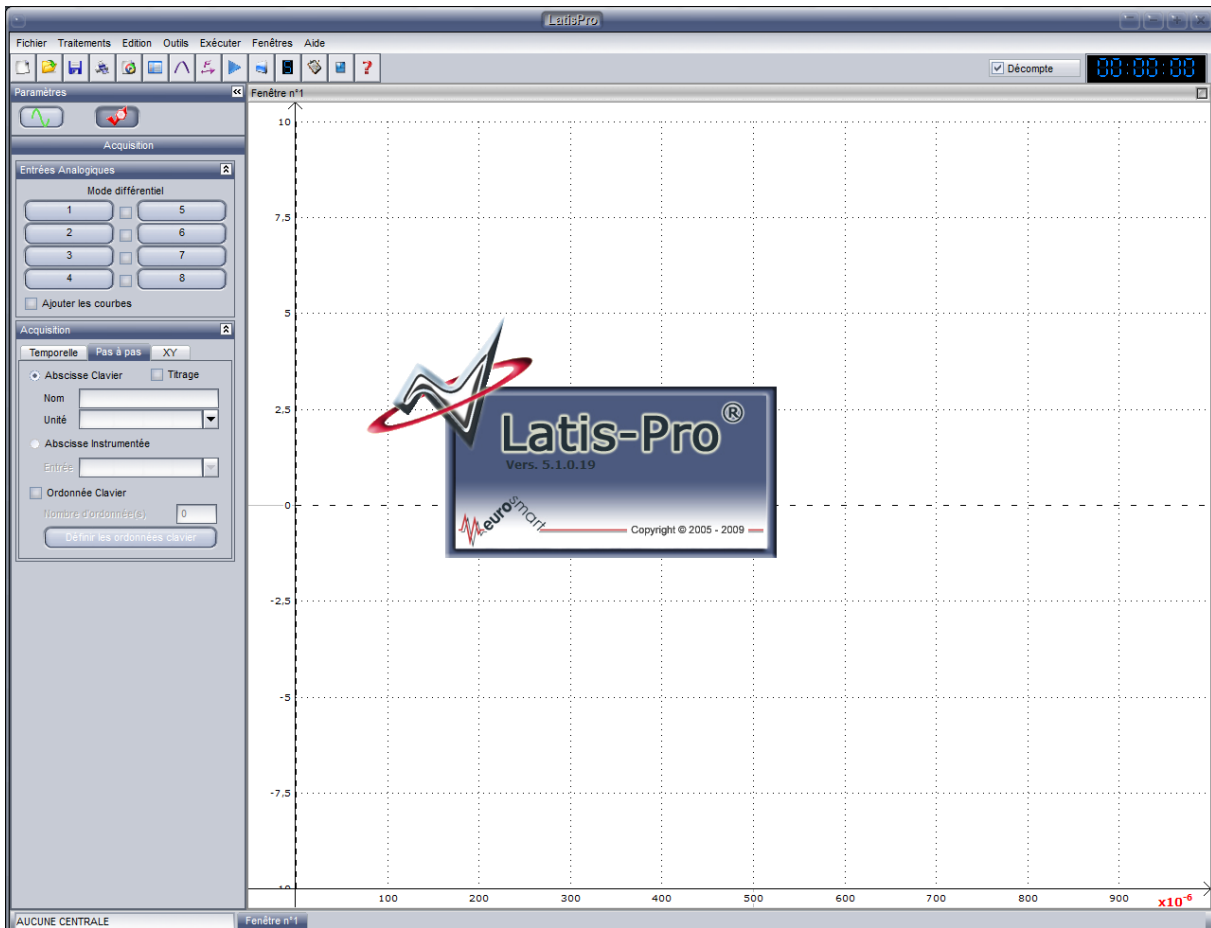 LatisPro
Fichier Traitements Edition Outils Exécuter Fenêtres Aide
Décompte 00:00:00
Paramètres
Fenêtre n°1
Acquisition
Entrées Analogiques
Mode différentiel
1 5
2 6
3 7
4 8
Ajouter les courbes
Acquisition
Temporelle Pas à pas XY
Abscisse Clavier Titrage
Nom
Unité
Abscisse Instrumentée
Entrée
Ordonnée Clavier
Nombre d'ordonnée(s) 0
Définir les ordonnées clavier
10
7,5
5
2,5
0
-2,5
-5
-7,5
-10
Latis-Pro®
Vers. 5.1.0.19
eurosmart
Copyright © 2005 - 2009
100 200 300 400 500 600 700 800 900 x10-6
AUCUNE CENTRALE
Fenêtre n°1